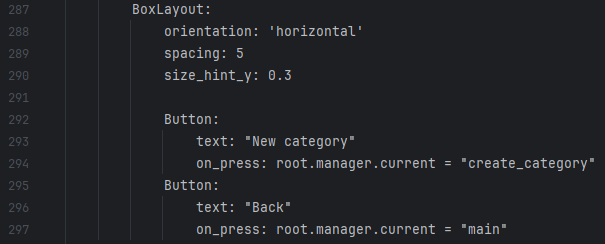 287 BoxLayout:
288 orientation: 'horizontal'
289 spacing: 5
290 size_hint_y: 0.3
291
292 Button:
293 text: "New category"
294 on_press: root.manager.current = "create_category"
295 Button:
296 text: "Back"
297 on_press: root.manager.current = "main"